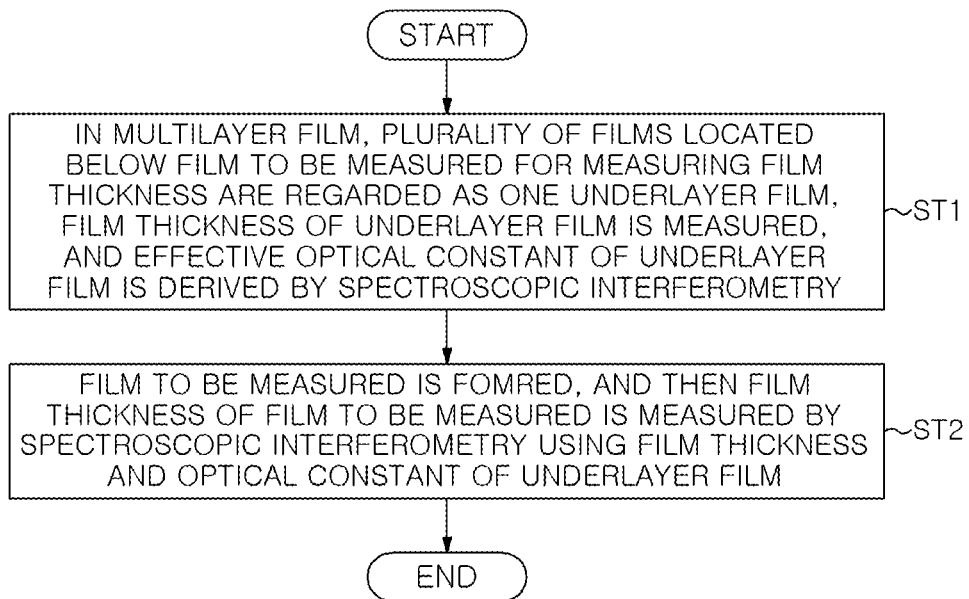 START
IN MULTILAYER FILM, PLURALITY OF FILMS LOCATED
BELOW FILM TO BE MEASURED FOR MEASURING FILM
THICKNESS ARE REGARDED AS ONE UNDERLAYER FILM,
FILM THICKNESS OF UNDERLAYER FILM IS MEASURED,
AND EFFECTIVE OPTICAL CONSTANT OF UNDERLAYER
FILM IS DERIVED BY SPECTROSCOPIC INTERFEROMETRY
ST1
FILM TO BE MEASURED IS FOMRED, AND THEN FILM
THICKNESS OF FILM TO BE MEASURED IS MEASURED BY
SPECTROSCOPIC INTERFEROMETRY USING FILM THICKNESS
AND OPTICAL CONSTANT OF UNDERLAYER FILM
ST2
END